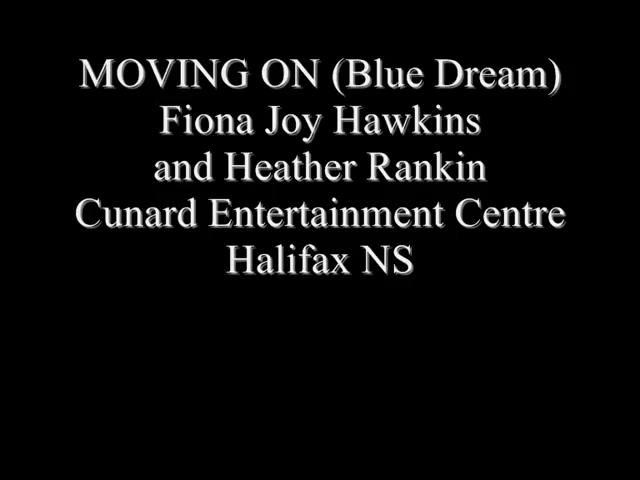 MOVING ON (Blue Dream)
Fiona Joy Hawkins
and Heather Rankin
Cunard Entertainment Centre
Halifax NS